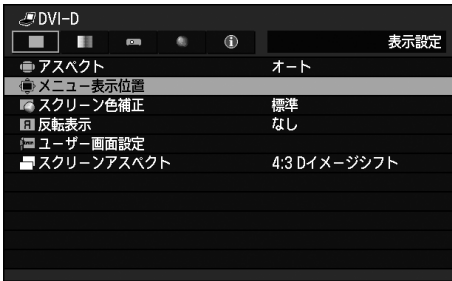 DVI-D
表示設定
アスペクト オート
メニュー表示位置
スクリーン色補正 標準
反転表示 なし
ユーザー画面設定
スクリーンアスペクト 4:3 Dイメージシフト